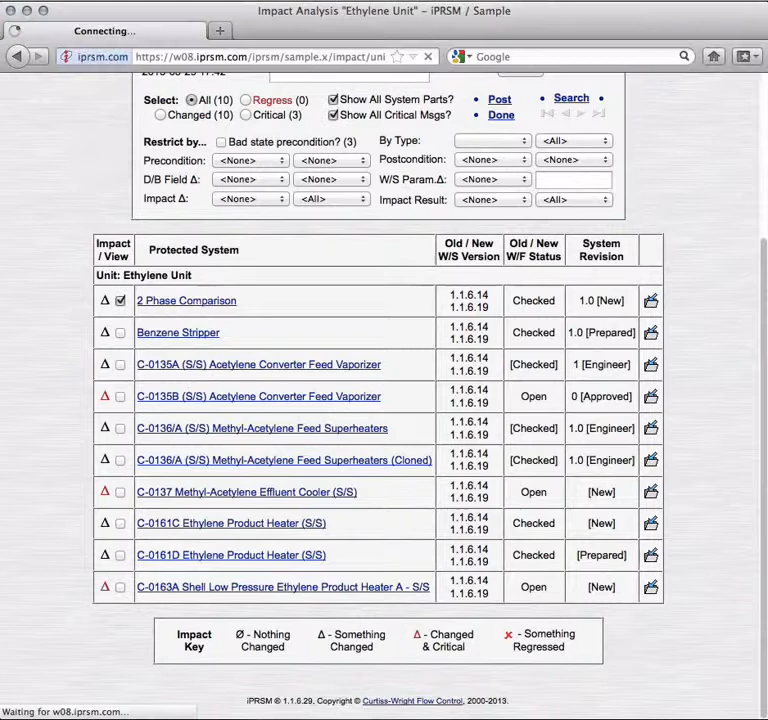 Impact Analysis "Ethylene Unit" - iPRSM / Sample
Connecting...
iprsm.com https://w08.iprsm.com/iprsm/sample.x/impact/uni Google
Select: All (10) Regress (0) Show All System Parts? • Post • Search •
Changed (10) Critical (3) Show All Critical Msgs? • Done
Restrict by... Bad state precondition? (3) By Type: <All>
Precondition: <None> <None> Postcondition: <None> <None>
D/B Field Δ: <None> <None> W/S Param.Δ: <None>
Impact Δ: <None> <All> Impact Result: <None> <All>
Impact / View Protected System Old / New W/S Version Old / New W/F Status System Revision
Unit: Ethylene Unit
Δ 2 Phase Comparison 1.1.6.14 1.1.6.19 Checked 1.0 [New]
Δ Benzene Stripper 1.1.6.14 1.1.6.19 Checked 1.0 [Prepared]
Δ C-0135A (S/S) Acetylene Converter Feed Vaporizer 1.1.6.14 1.1.6.19 [Checked] 1 [Engineer]
Δ C-0135B (S/S) Acetylene Converter Feed Vaporizer 1.1.6.14 1.1.6.19 Open 0 [Approved]
Δ C-0136/A (S/S) Methyl-Acetylene Feed Superheaters 1.1.6.14 1.1.6.19 [Checked] 1.0 [Engineer]
Δ C-0136/A (S/S) Methyl-Acetylene Feed Superheaters (Cloned) 1.1.6.14 1.1.6.19 [Checked] 1.0 [Engineer]
Δ C-0137 Methyl-Acetylene Effluent Cooler (S/S) 1.1.6.14 1.1.6.19 Open [New]
Δ C-0161C Ethylene Product Heater (S/S) 1.1.6.14 1.1.6.19 Checked [New]
Δ C-0161D Ethylene Product Heater (S/S) 1.1.6.14 1.1.6.19 Checked [Prepared]
Δ C-0163A Shell Low Pressure Ethylene Product Heater A - S/S 1.1.6.14 1.1.6.19 Open [New]
Impact Key Ø - Nothing Changed Δ - Something Changed Δ - Changed & Critical x - Something Regressed
iPRSM ® 1.1.6.29, Copyright © Curtiss-Wright Flow Control, 2000-2013.
Waiting for w08.iprsm.com...